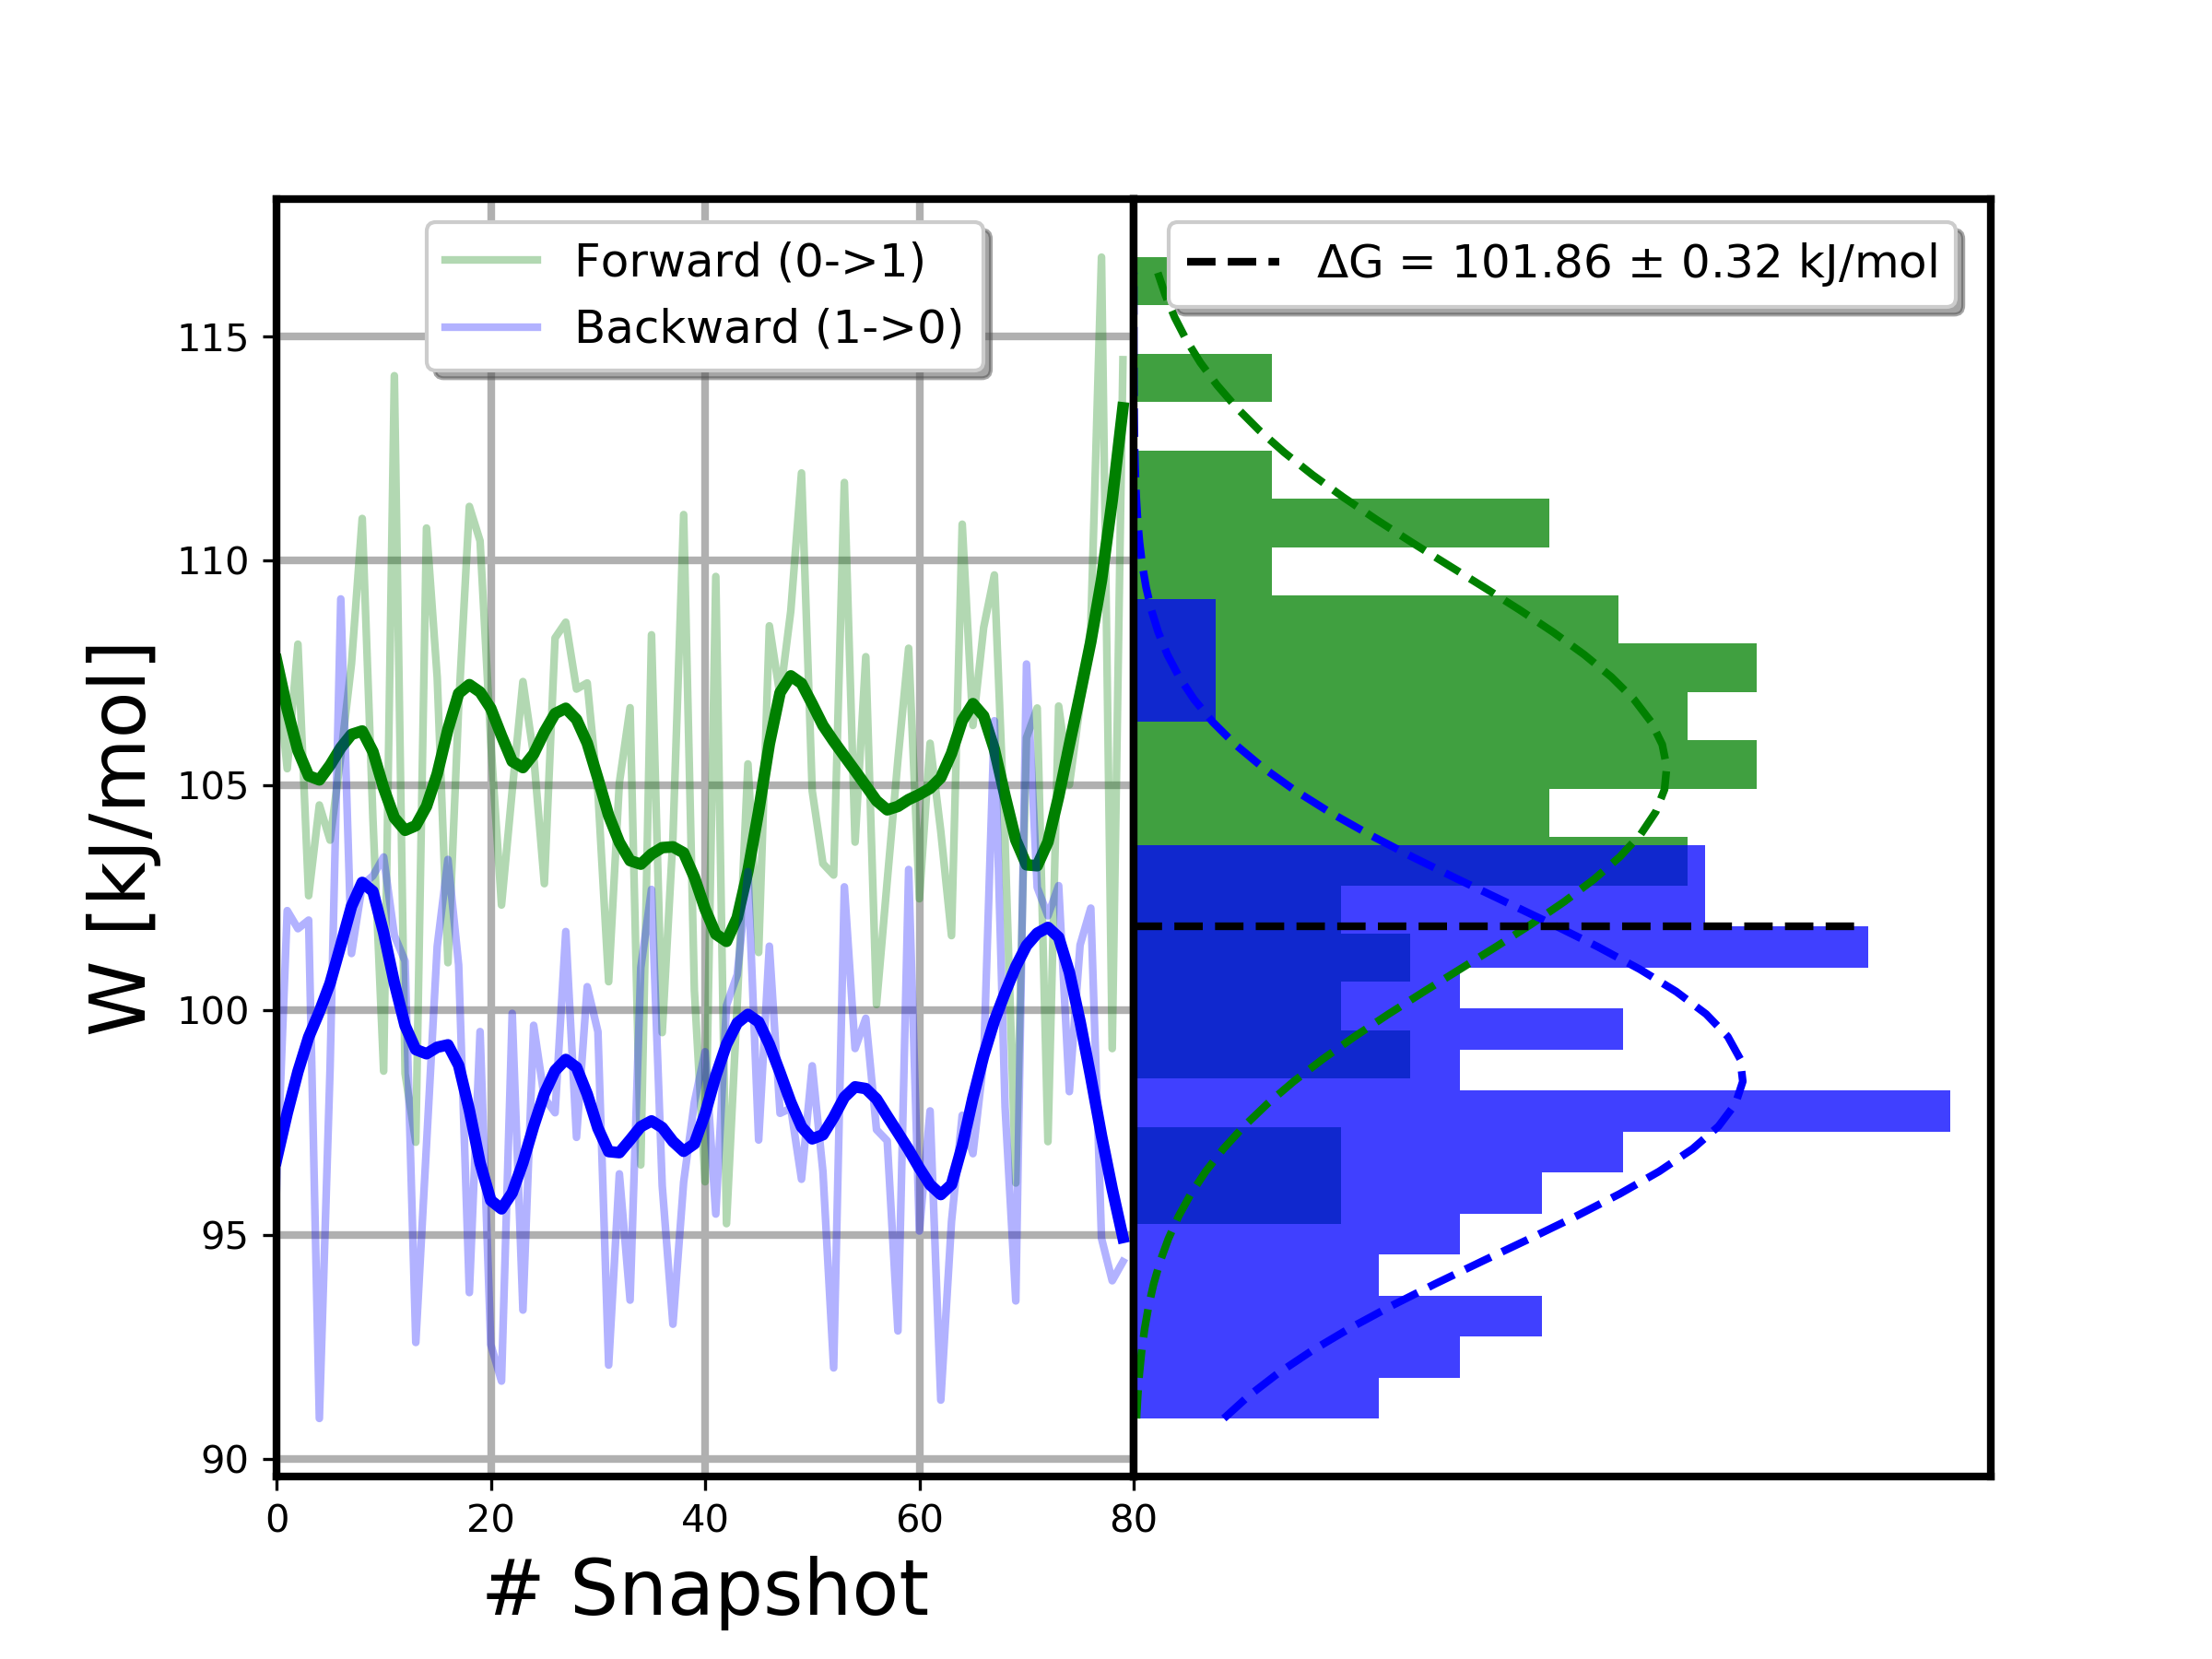 Forward (0->1)
Backward (1->0)
ΔG = 101.86 ± 0.32 kJ/mol
W [kJ/mol]
115
110
105
100
95
90
0 20 40 60 80
# Snapshot